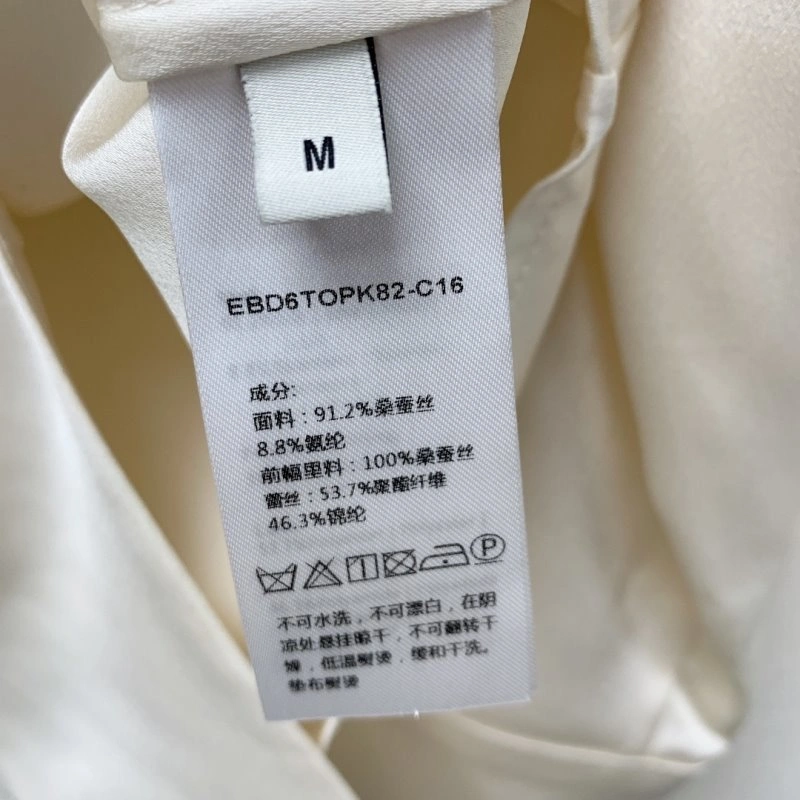 M
EBD6TOPK82-C16
成分:
面料：91.2%桑蚕丝
8.8%氨纶
前幅里料：100%桑蚕丝
蕾丝：53.7%聚酯纤维
46.3%锦纶
P
不可水洗，不可漂白，在阴
凉处悬挂晾干，不可翻转干
燥，低温熨烫，缓和干洗。
垫布熨烫